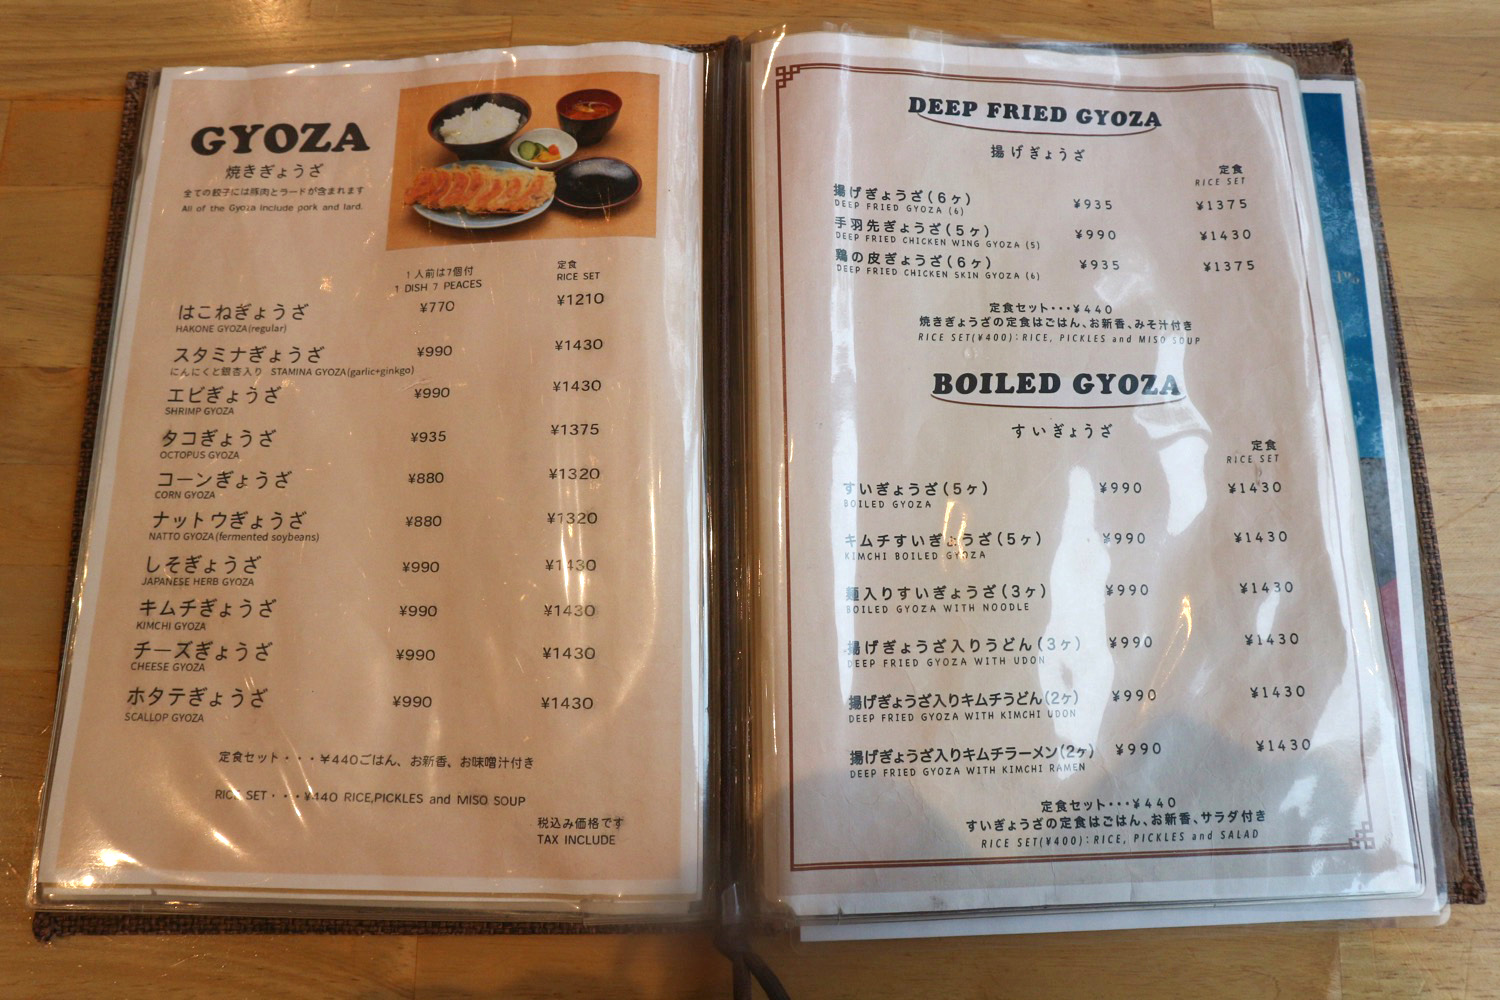 GYOZA
焼きぎょうざ
全ての餃子には豚肉とラードが含まれます
All of the Gyoza include pork and lard.
1人前は7個付
1 DISH 7 PEACES
定食
RICE SET
はこねぎょうざ ¥770 ¥1210
HAKONE GYOZA(regular)
スタミナぎょうざ ¥990 ¥1430
にんにくと銀杏入り STAMINA GYOZA(garlic+ginkgo)
エビぎょうざ ¥990 ¥1430
SHRIMP GYOZA
タコぎょうざ ¥935 ¥1375
OCTOPUS GYOZA
コーンぎょうざ ¥880 ¥1320
CORN GYOZA
ナットウぎょうざ ¥880 ¥1320
NATTO GYOZA(fermented soybeans)
しそぎょうざ ¥990 ¥1430
JAPANESE HERB GYOZA
キムチぎょうざ ¥990 ¥1430
KIMCHI GYOZA
チーズぎょうざ ¥990 ¥1430
CHEESE GYOZA
ホタテぎょうざ ¥990 ¥1430
SCALLOP GYOZA
定食セット・・・¥440ごはん、お新香、お味噌汁付き
RICE SET・・・¥440 RICE,PICKLES and MISO SOUP
税込み価格です
TAX INCLUDE
DEEP FRIED GYOZA
揚げぎょうざ
定食
RICE SET
揚げぎょうざ(6ヶ) ¥935 ¥1375
DEEP FRIED GYOZA (6)
手羽先ぎょうざ(5ヶ) ¥990 ¥1430
DEEP FRIED CHICKEN WING GYOZA (5)
鶏の皮ぎょうざ(6ヶ) ¥935 ¥1375
DEEP FRIED CHICKEN SKIN GYOZA (6)
定食セット・・・¥440
焼きぎょうざの定食はごはん、お新香、みそ汁付き
RICE SET(¥400):RICE, PICKLES and MISO SOUP
BOILED GYOZA
すいぎょうざ
定食
RICE SET
すいぎょうざ(5ヶ) ¥990 ¥1430
BOILED GYOZA
キムチすいぎょうざ(5ヶ) ¥990 ¥1430
KIMCHI BOILED GYOZA
麺入りすいぎょうざ(3ヶ) ¥990 ¥1430
BOILED GYOZA WITH NOODLE
揚げぎょうざ入りうどん(3ヶ) ¥990 ¥1430
DEEP FRIED GYOZA WITH UDON
揚げぎょうざ入りキムチうどん(2ヶ) ¥990 ¥1430
DEEP FRIED GYOZA WITH KIMCHI UDON
揚げぎょうざ入りキムチラーメン(2ヶ) ¥990 ¥1430
DEEP FRIED GYOZA WITH KIMCHI RAMEN
定食セット・・・¥440
すいぎょうざの定食はごはん、お新香、サラダ付き
RICE SET(¥400):RICE, PICKLES and SALAD